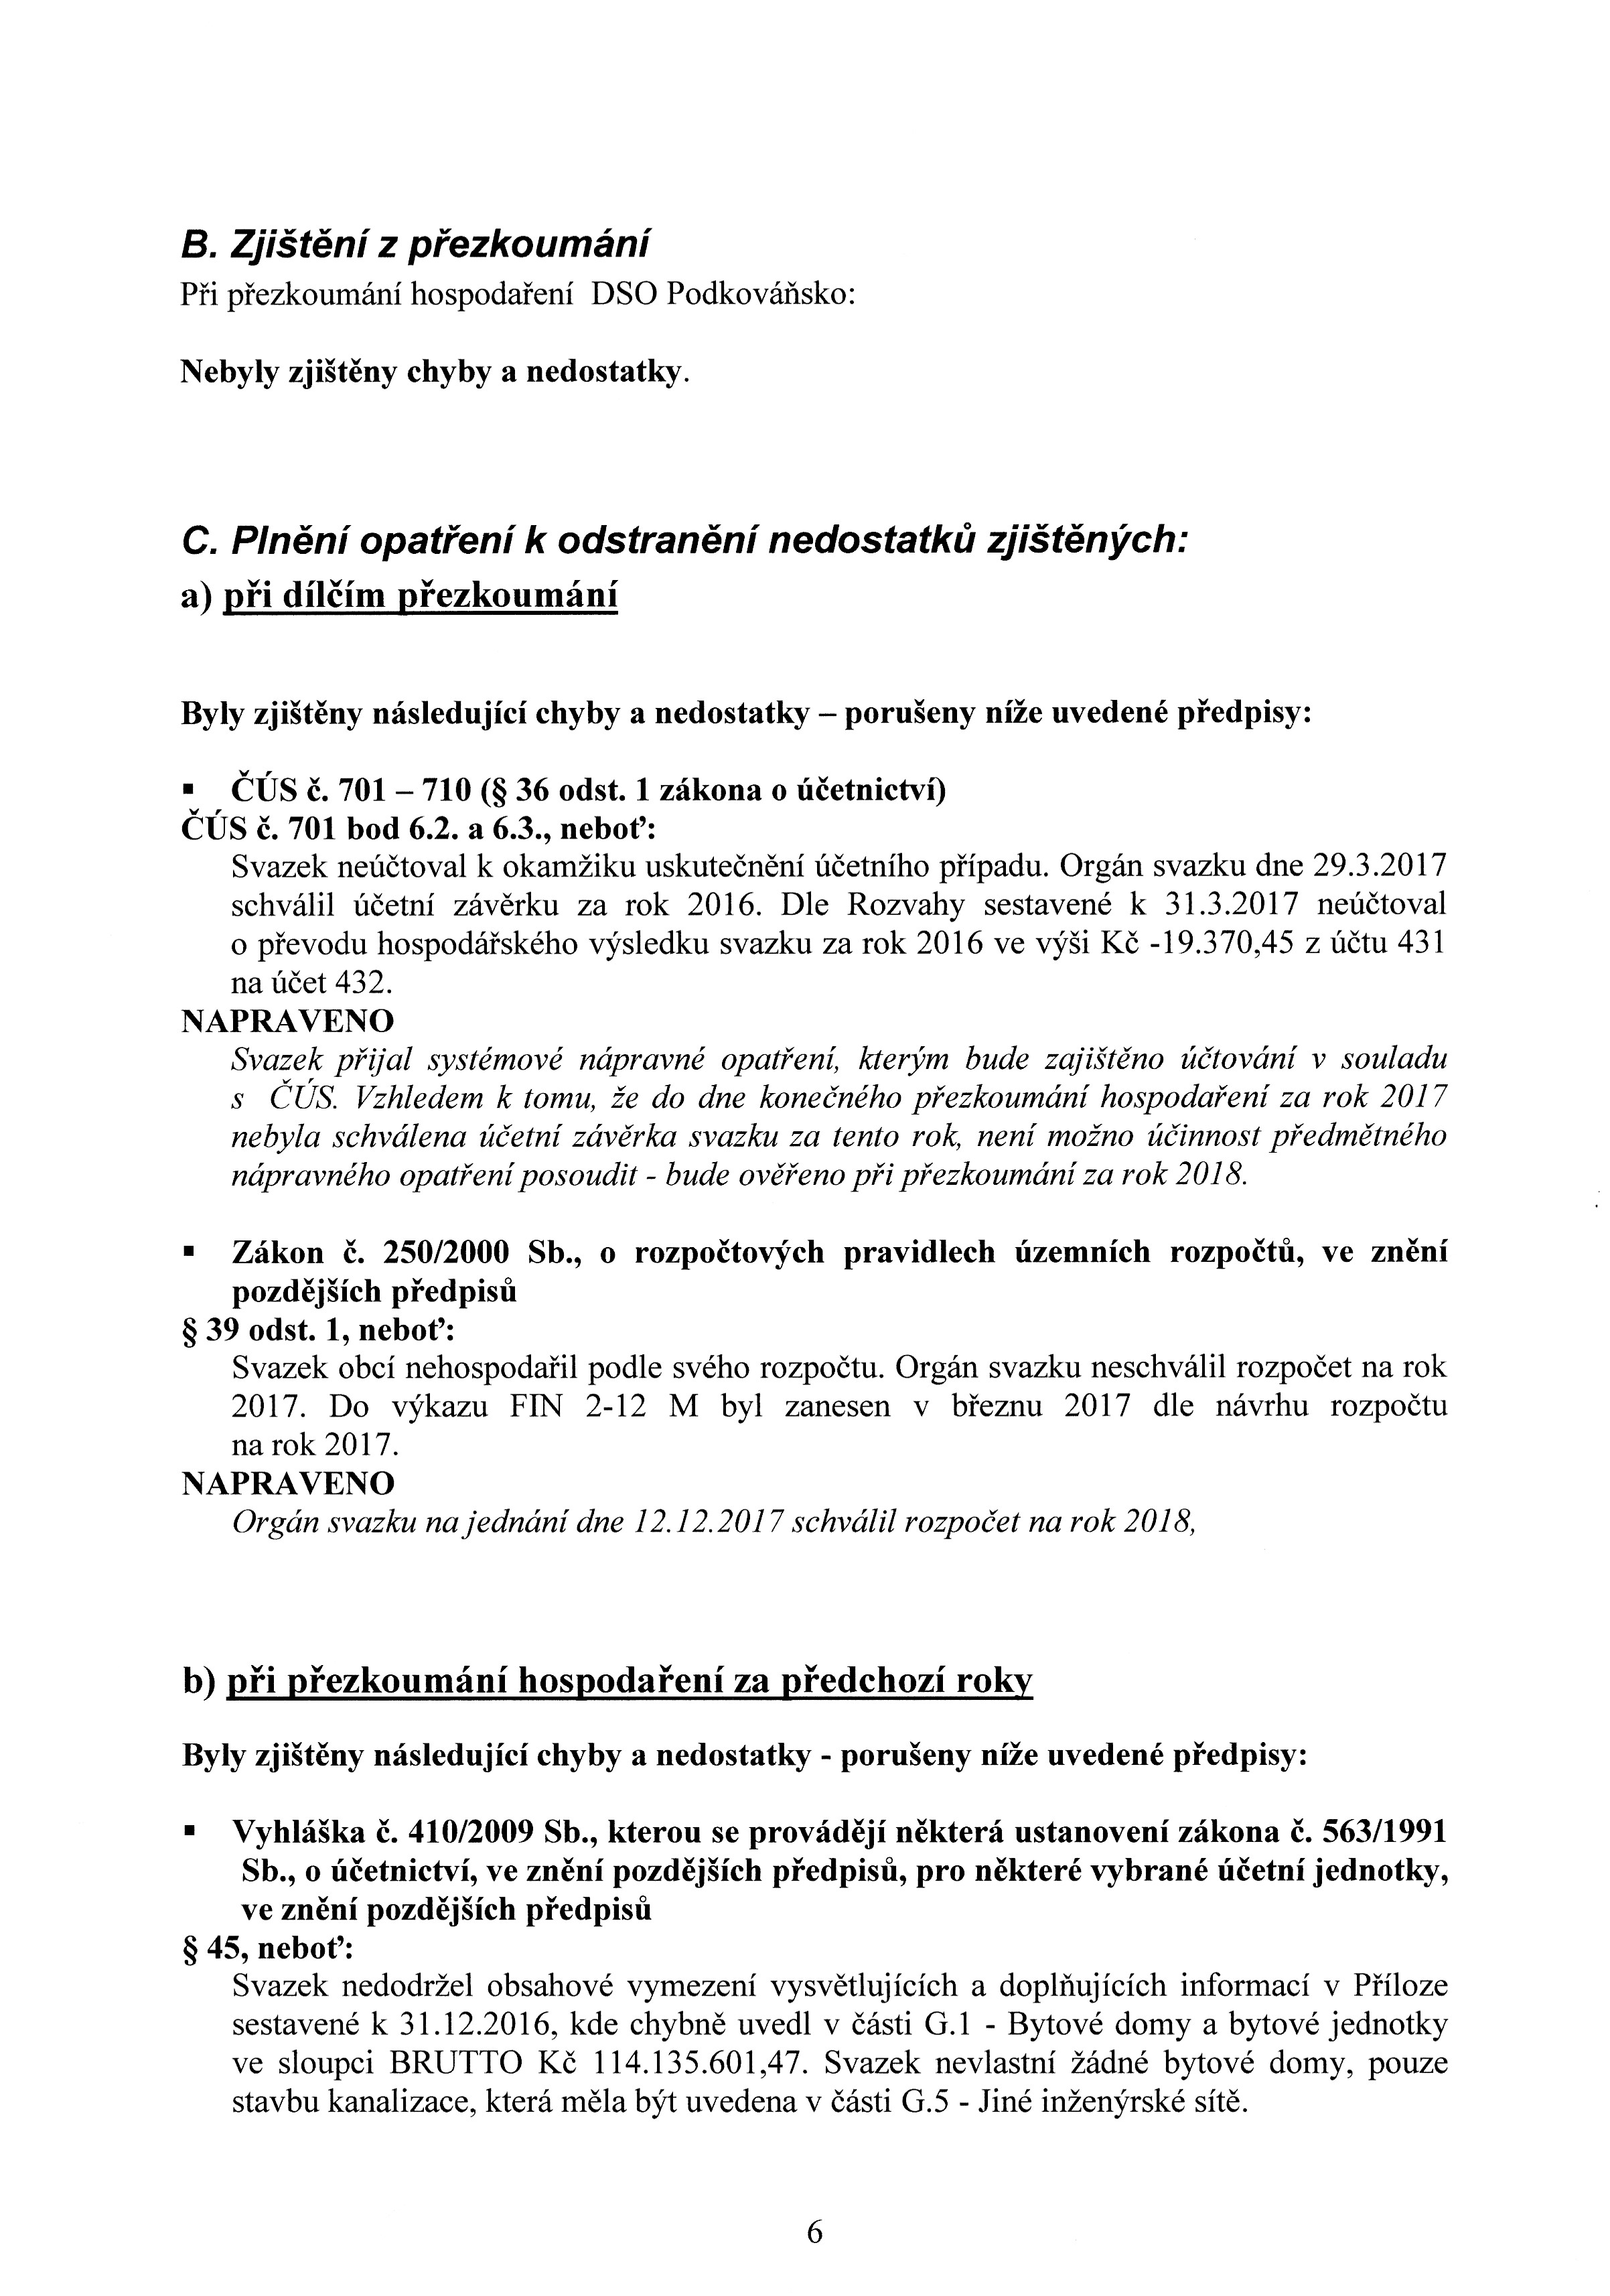 B. Zjištění z přezkoumání
Při přezkoumání hospodaření DSO Podkováňsko:
Nebyly zjištěny chyby a nedostatky.
C. Plnění opatření k odstranění nedostatků zjištěných:
a) při dílčím přezkoumání
Byly zjištěny následující chyby a nedostatky – porušeny níže uvedené předpisy:
▪ ČÚS č. 701 – 710 (§ 36 odst. 1 zákona o účetnictví)
ČÚS č. 701 bod 6.2. a 6.3., neboť:
Svazek neúčtoval k okamžiku uskutečnění účetního případu. Orgán svazku dne 29.3.2017
schválil účetní závěrku za rok 2016. Dle Rozvahy sestavené k 31.3.2017 neúčtoval
o převodu hospodářského výsledku svazku za rok 2016 ve výši Kč -19.370,45 z účtu 431
na účet 432.
NAPRAVENO
Svazek přijal systémové nápravné opatření, kterým bude zajištěno účtování v souladu
s ČÚS. Vzhledem k tomu, že do dne konečného přezkoumání hospodaření za rok 2017
nebyla schválena účetní závěrka svazku za tento rok, není možno účinnost předmětného
nápravného opatření posoudit - bude ověřeno při přezkoumání za rok 2018.
▪ Zákon č. 250/2000 Sb., o rozpočtových pravidlech územních rozpočtů, ve znění
pozdějších předpisů
§ 39 odst. 1, neboť:
Svazek obcí nehospodařil podle svého rozpočtu. Orgán svazku neschválil rozpočet na rok
2017. Do výkazu FIN 2-12 M byl zanesen v březnu 2017 dle návrhu rozpočtu
na rok 2017.
NAPRAVENO
Orgán svazku na jednání dne 12.12.2017 schválil rozpočet na rok 2018,
b) při přezkoumání hospodaření za předchozí roky
Byly zjištěny následující chyby a nedostatky - porušeny níže uvedené předpisy:
▪ Vyhláška č. 410/2009 Sb., kterou se provádějí některá ustanovení zákona č. 563/1991
Sb., o účetnictví, ve znění pozdějších předpisů, pro některé vybrané účetní jednotky,
ve znění pozdějších předpisů
§ 45, neboť:
Svazek nedodržel obsahové vymezení vysvětlujících a doplňujících informací v Příloze
sestavené k 31.12.2016, kde chybně uvedl v části G.1 - Bytové domy a bytové jednotky
ve sloupci BRUTTO Kč 114.135.601,47. Svazek nevlastní žádné bytové domy, pouze
stavbu kanalizace, která měla být uvedena v části G.5 - Jiné inženýrské sítě.
6